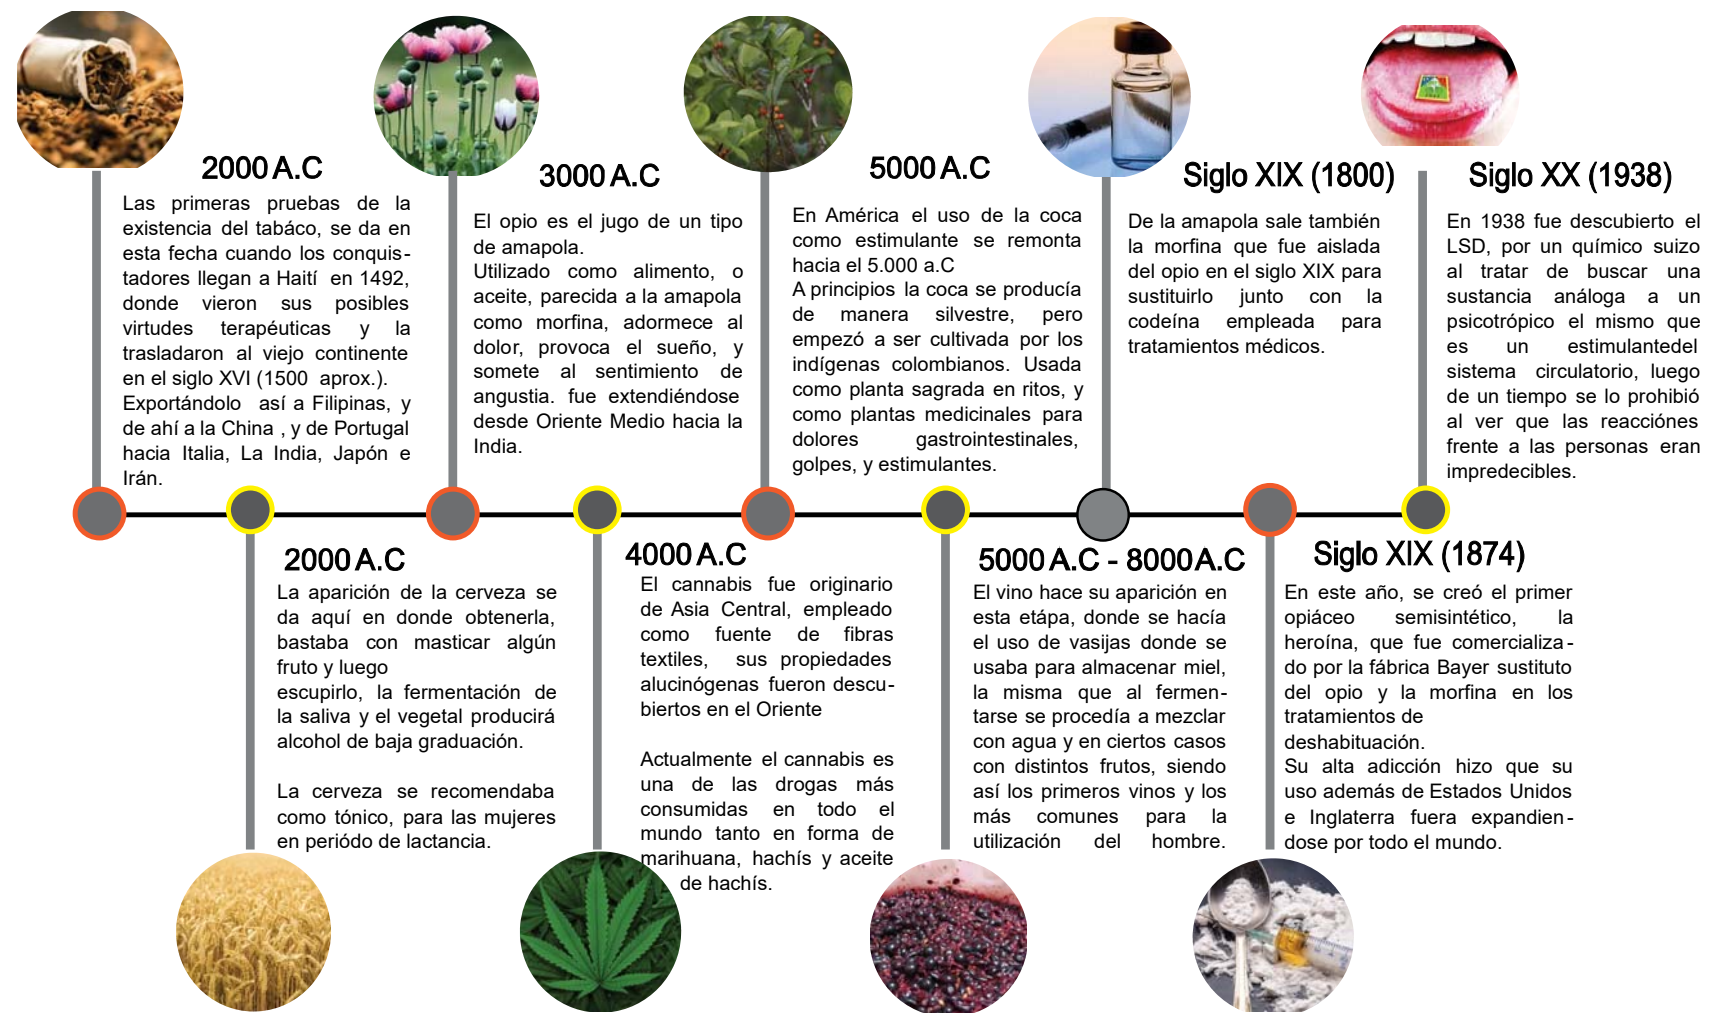 2000 A.C
Las primeras pruebas de la
existencia del tabáco, se da en
esta fecha cuando los conquis-
tadores llegan a Haití en 1492,
donde vieron sus posibles
virtudes terapéuticas y la
trasladaron al viejo continente
en el siglo XVI (1500 aprox.).
Exportándolo así a Filipinas, y
de ahí a la China , y de Portugal
hacia Italia, La India, Japón e
Irán.
3000 A.C
El opio es el jugo de un tipo
de amapola.
Utilizado como alimento, o
aceite, parecida a la amapola
como morfina, adormece al
dolor, provoca el sueño, y
somete al sentimiento de
angustia. fue extendiéndose
desde Oriente Medio hacia la
India.
5000 A.C
En América el uso de la coca
como estimulante se remonta
hacia el 5.000 a.C
A principios la coca se producía
de manera silvestre, pero
empezó a ser cultivada por los
indígenas colombianos. Usada
como planta sagrada en ritos, y
como plantas medicinales para
dolores gastrointestinales,
golpes, y estimulantes.
Siglo XIX (1800)
De la amapola sale también
la morfina que fue aislada
del opio en el siglo XIX para
sustituirlo junto con la
codeína empleada para
tratamientos médicos.
Siglo XX (1938)
En 1938 fue descubierto el
LSD, por un químico suizo
al tratar de buscar una
sustancia análoga a un
psicotrópico el mismo que
es un estimulantedel
sistema circulatorio, luego
de un tiempo se lo prohibió
al ver que las reacciónes
frente a las personas eran
impredecibles.
2000 A.C
La aparición de la cerveza se
da aquí en donde obtenerla,
bastaba con masticar algún
fruto y luego
escupirlo, la fermentación de
la saliva y el vegetal producirá
alcohol de baja graduación.
La cerveza se recomendaba
como tónico, para las mujeres
en periódo de lactancia.
4000 A.C
El cannabis fue originario
de Asia Central, empleado
como fuente de fibras
textiles, sus propiedades
alucinógenas fueron descu-
biertos en el Oriente
Actualmente el cannabis es
una de las drogas más
consumidas en todo el
mundo tanto en forma de
marihuana, hachís y aceite
de hachís.
5000 A.C - 8000 A.C
El vino hace su aparición en
esta etápa, donde se hacía
el uso de vasijas donde se
usaba para almacenar miel,
la misma que al fermen-
tarse se procedía a mezclar
con agua y en ciertos casos
con distintos frutos, siendo
así los primeros vinos y los
más comunes para la
utilización del hombre.
Siglo XIX (1874)
En este año, se creó el primer
opiáceo semisintético, la
heroína, que fue comercializa-
do por la fábrica Bayer sustituto
del opio y la morfina en los
tratamientos de
deshabituación.
Su alta adicción hizo que su
uso además de Estados Unidos
e Inglaterra fuera expandien-
dose por todo el mundo.